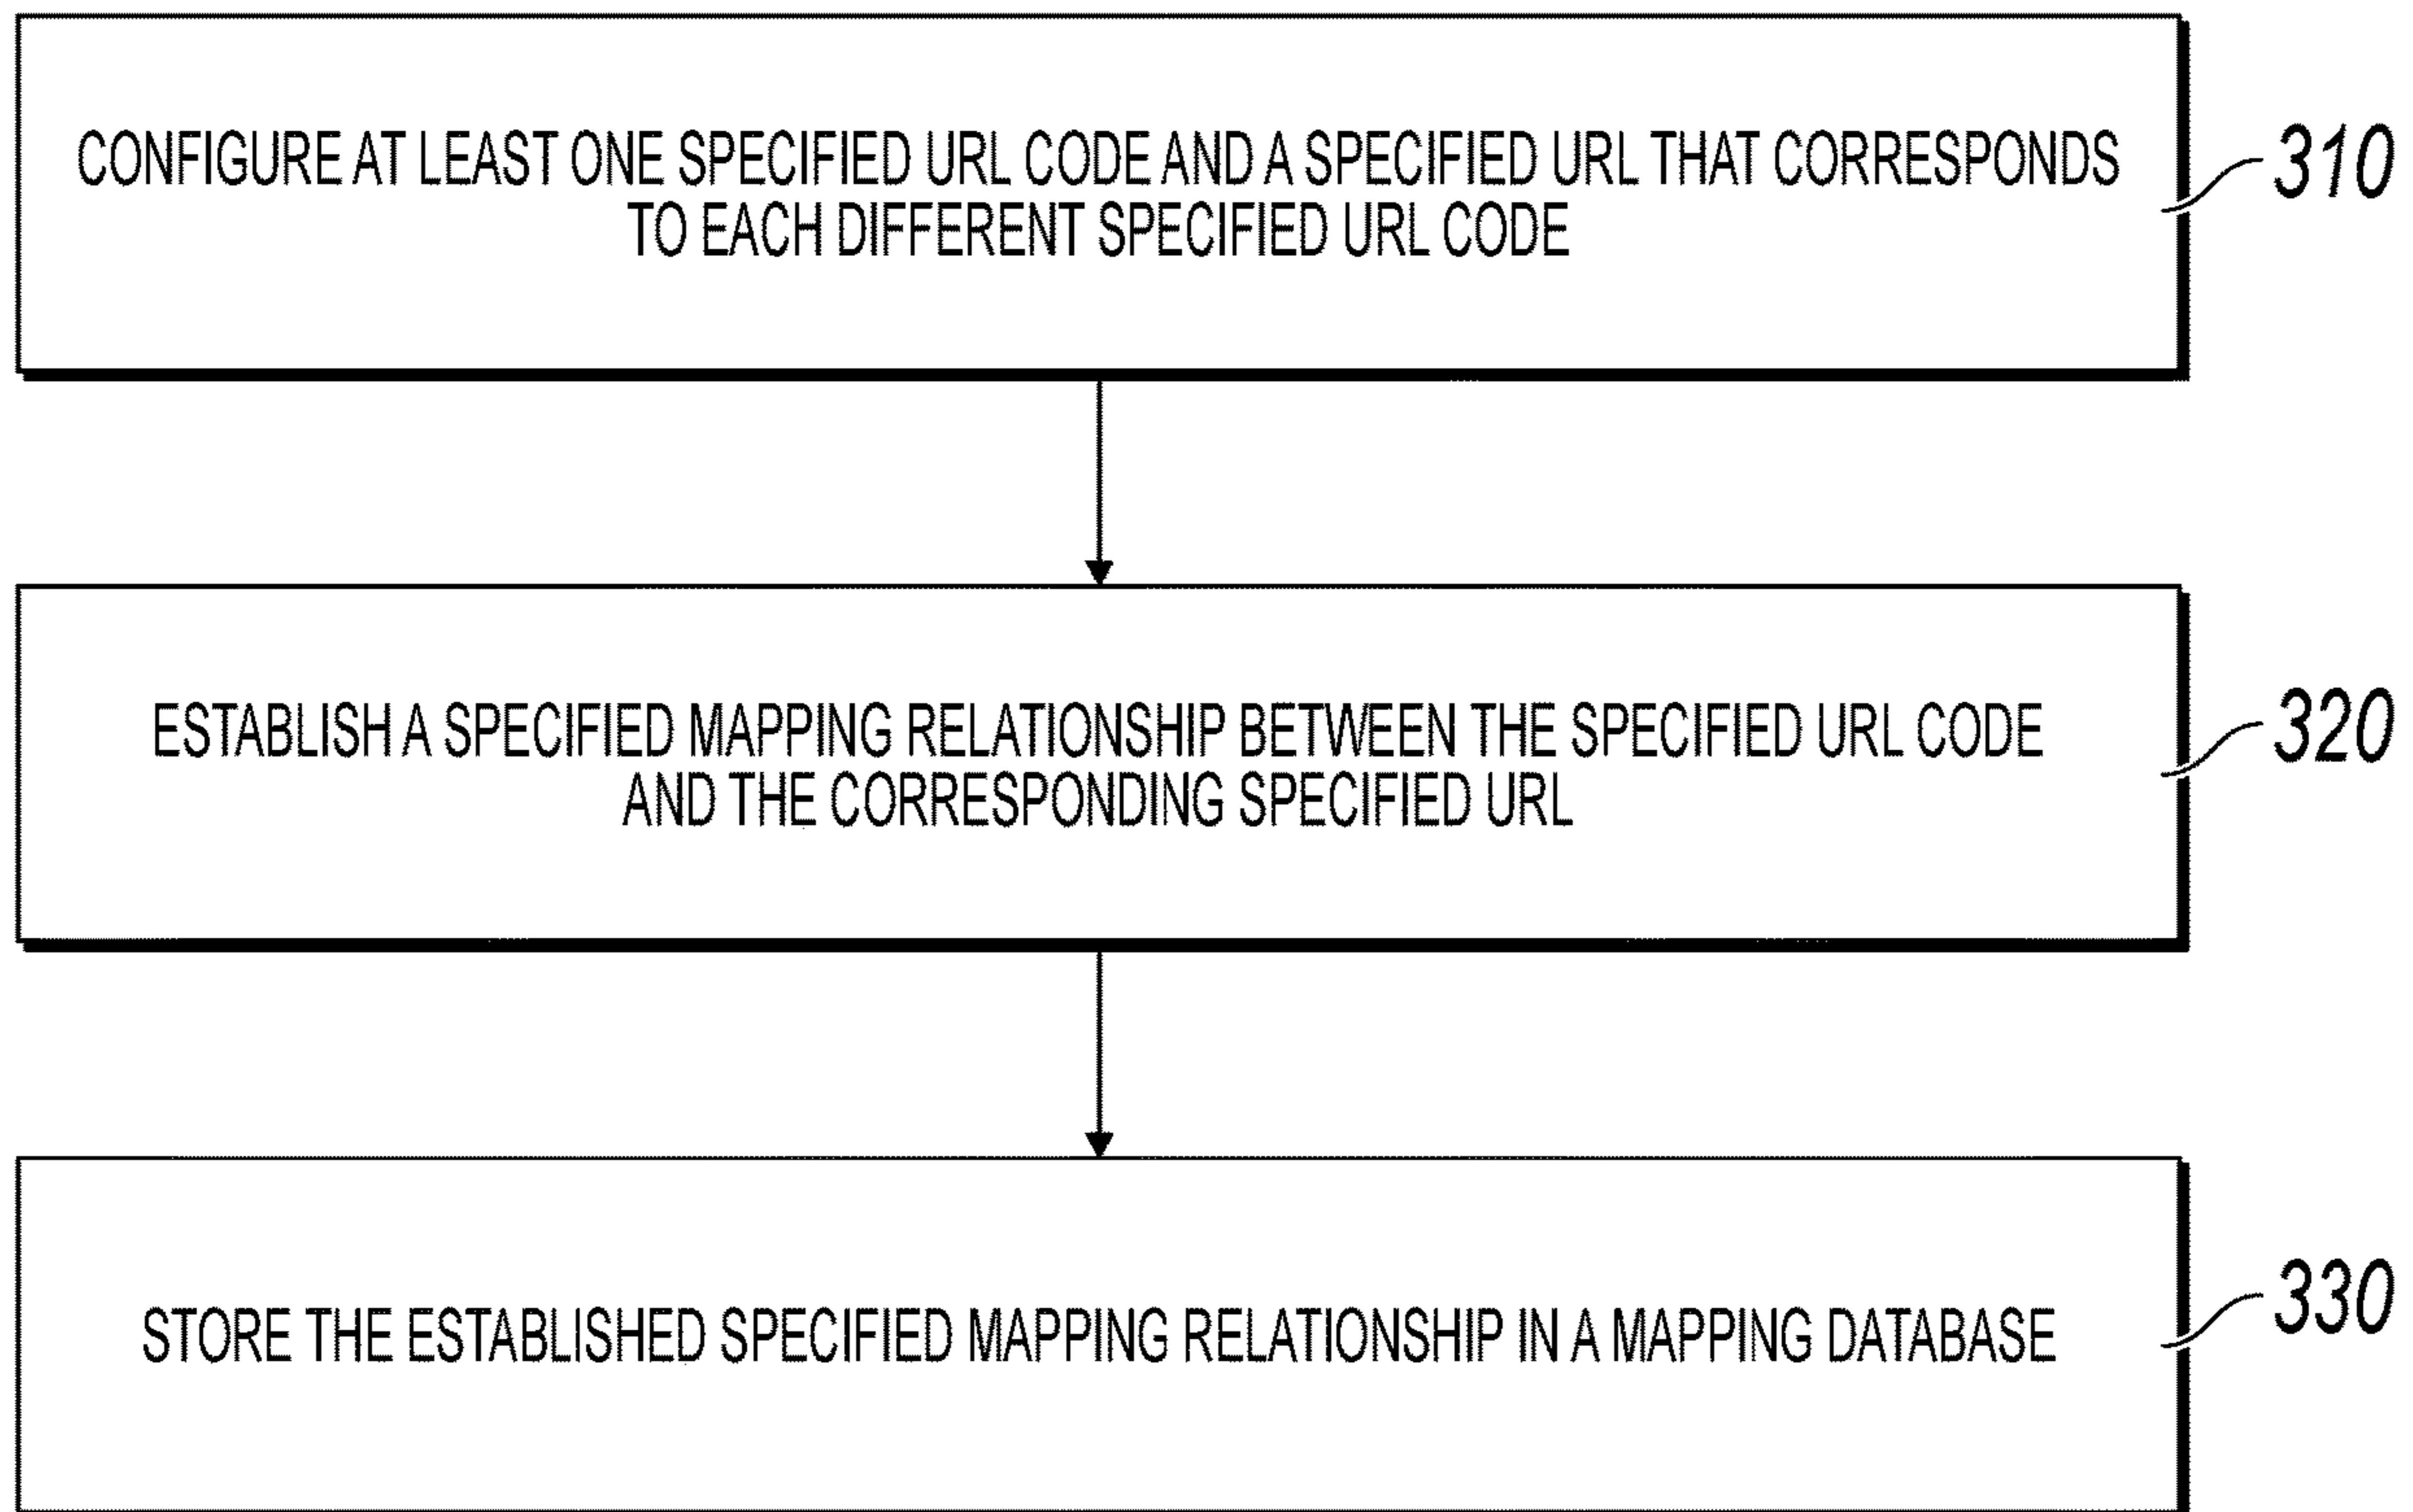 CONFIGURE AT LEAST ONE SPECIFIED URL CODE AND A SPECIFIED URL THAT CORRESPONDS
TO EACH DIFFERENT SPECIFIED URL CODE
310
ESTABLISH A SPECIFIED MAPPING RELATIONSHIP BETWEEN THE SPECIFIED URL CODE
AND THE CORRESPONDING SPECIFIED URL
320
STORE THE ESTABLISHED SPECIFIED MAPPING RELATIONSHIP IN A MAPPING DATABASE
330